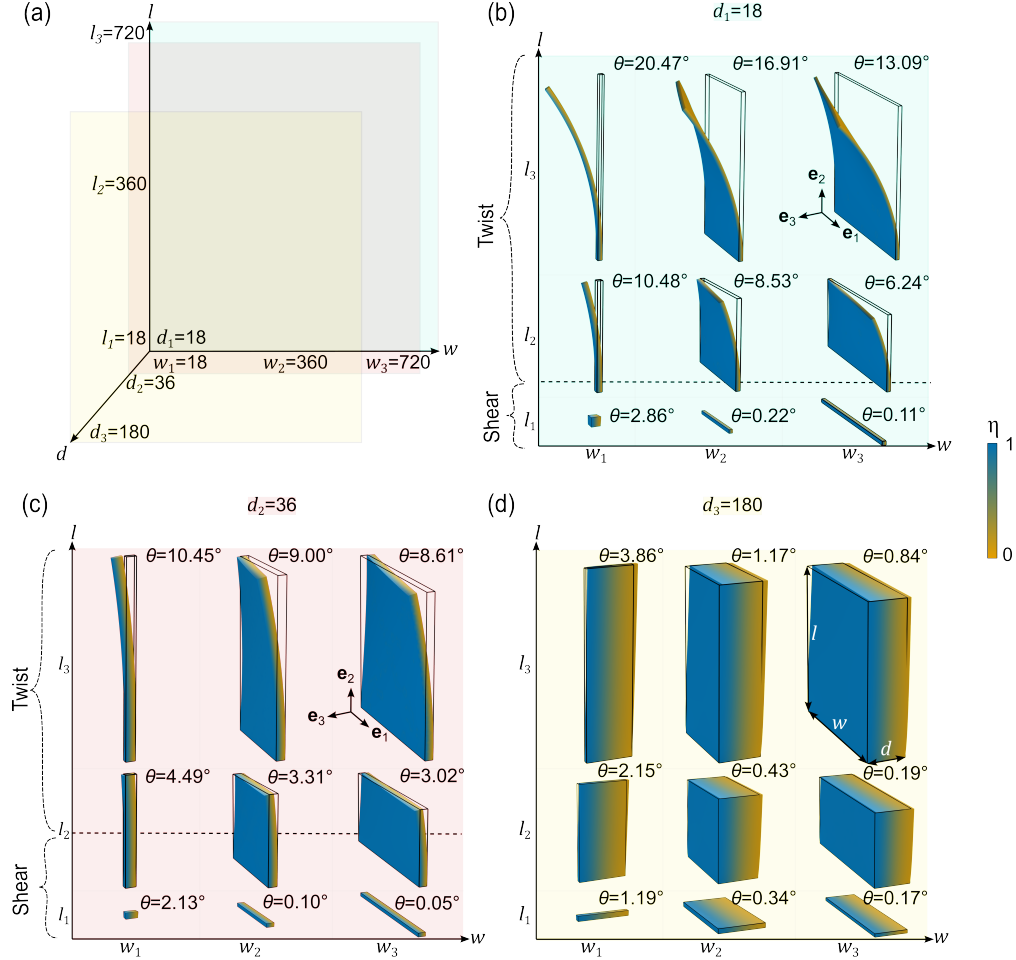 (a)
l
l3=720
l2=360
l1=18
d1=18
w
w1=18
w2=360
w3=720
d2=36
d3=180
d
(b)
d1=18
l
θ=20.47°
θ=16.91°
θ=13.09°
l3
Twist
e2
e3
e1
θ=10.48°
θ=8.53°
θ=6.24°
l2
Shear
l1
θ=2.86°
θ=0.22°
θ=0.11°
w1
w2
w3
w
η
1
0
(c)
d2=36
l
θ=10.45°
θ=9.00°
θ=8.61°
l3
Twist
e2
e3
e1
θ=4.49°
θ=3.31°
θ=3.02°
l2
Shear
l1
θ=2.13°
θ=0.10°
θ=0.05°
w1
w2
w3
w
(d)
d3=180
l
θ=3.86°
θ=1.17°
θ=0.84°
l3
l
w
d
θ=2.15°
θ=0.43°
θ=0.19°
l2
θ=1.19°
θ=0.34°
θ=0.17°
l1
w1
w2
w3
w